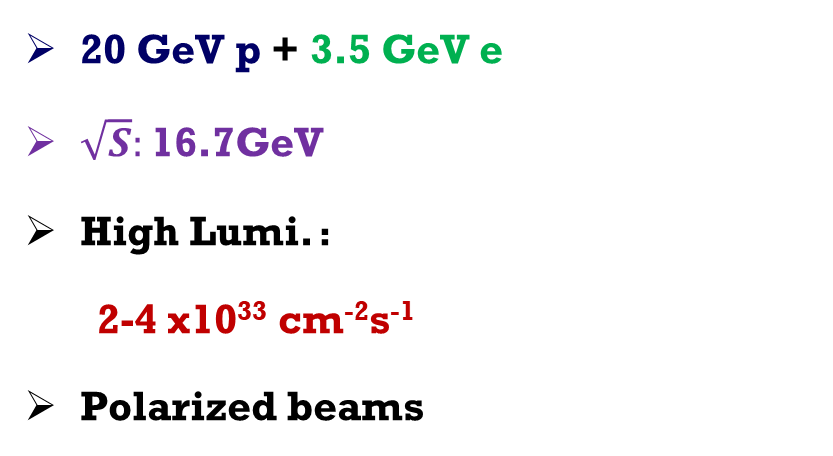 ➢ 20 GeV p + 3.5 GeV e
➢ √S: 16.7GeV
➢ High Lumi. :
2-4 x10³³ cm⁻²s⁻¹
➢ Polarized beams